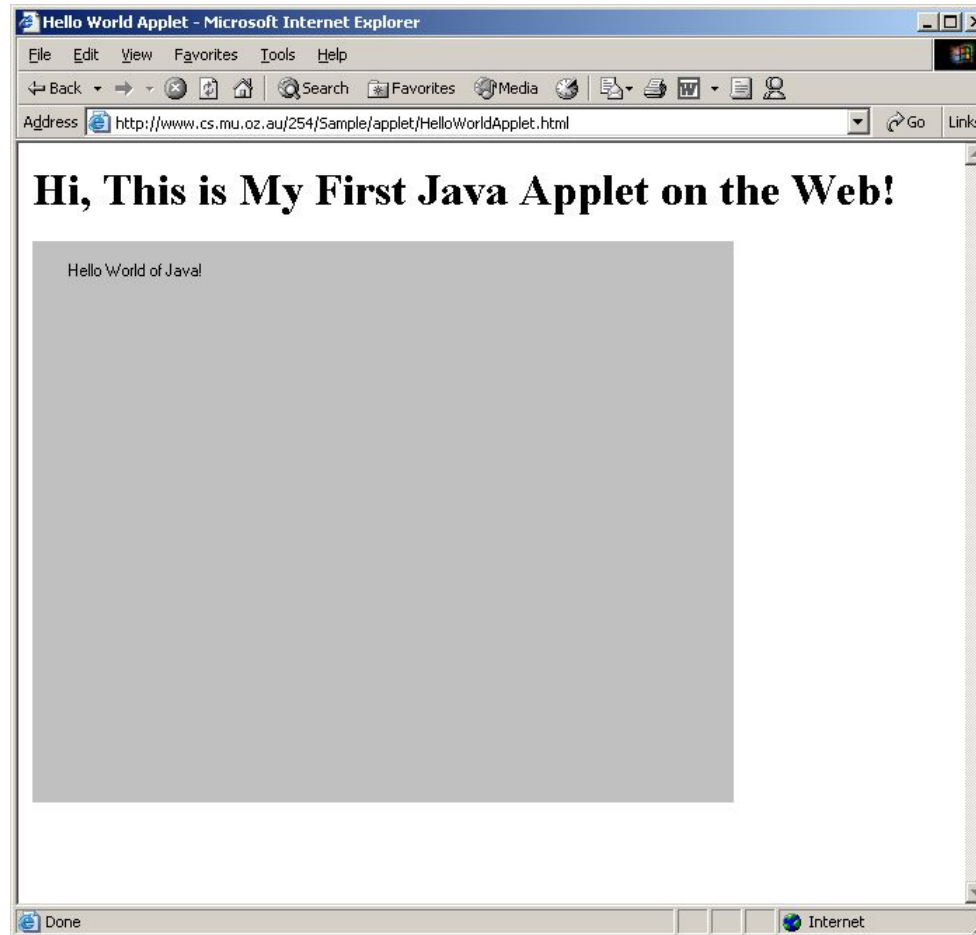 Hello World Applet - Microsoft Internet Explorer
File Edit View Favorites Tools Help
Back Search Favorites Media
Address http://www.cs.mu.oz.au/254/Sample/applet/HelloWorldApplet.html Go Links
Hi, This is My First Java Applet on the Web!
Hello World of Java!
Done Internet